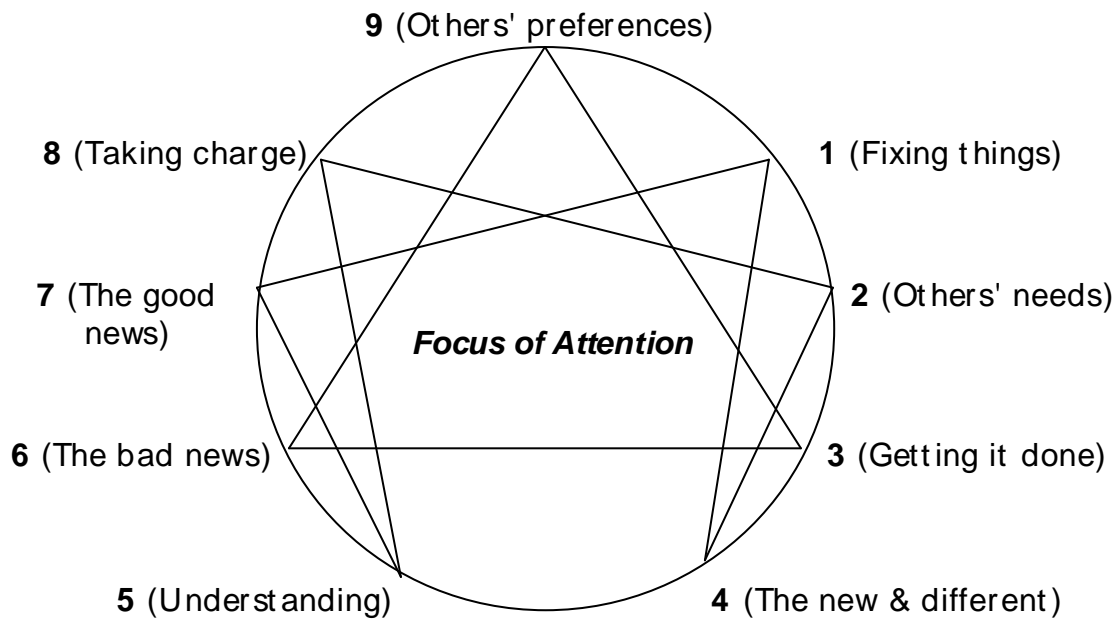 9 (Others' preferences)
8 (Taking charge)
1 (Fixing things)
7 (The good
news)
2 (Others' needs)
Focus of Attention
6 (The bad news)
3 (Getting it done)
5 (Understanding)
4 (The new & different)